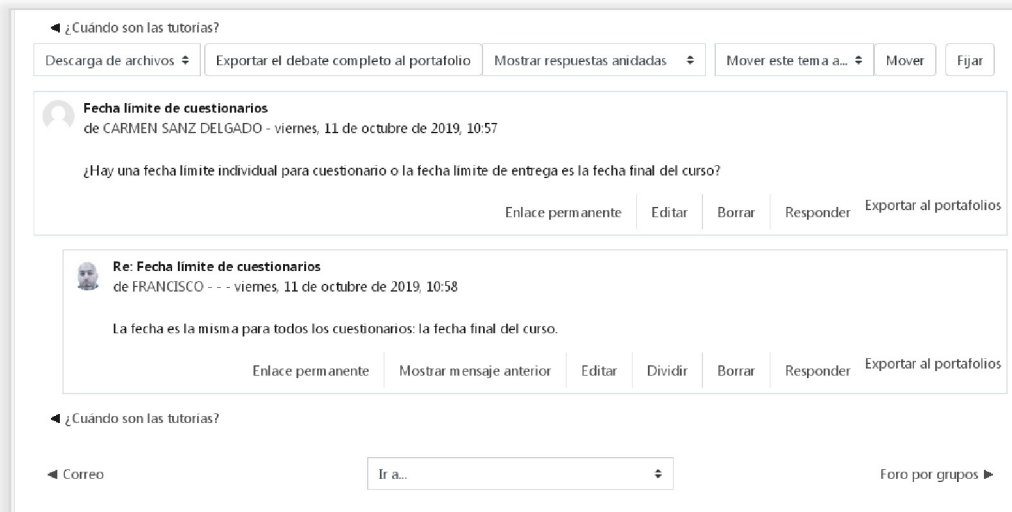 ◄ ¿Cuándo son las tutorías?
Descarga de archivos Exportar el debate completo al portafolio Mostrar respuestas anidadas Mover este tema a... Mover Fijar
Fecha límite de cuestionarios
de CARMEN SANZ DELGADO - viernes, 11 de octubre de 2019, 10:57
¿Hay una fecha límite individual para cuestionario o la fecha límite de entrega es la fecha final del curso?
Enlace permanente Editar Borrar Responder Exportar al portafolios
Re: Fecha límite de cuestionarios
de FRANCISCO - - - viernes, 11 de octubre de 2019, 10:58
La fecha es la misma para todos los cuestionarios: la fecha final del curso.
Enlace permanente Mostrar mensaje anterior Editar Dividir Borrar Responder Exportar al portafolios
◄ ¿Cuándo son las tutorías?
◄ Correo Ir a... Foro por grupos ►